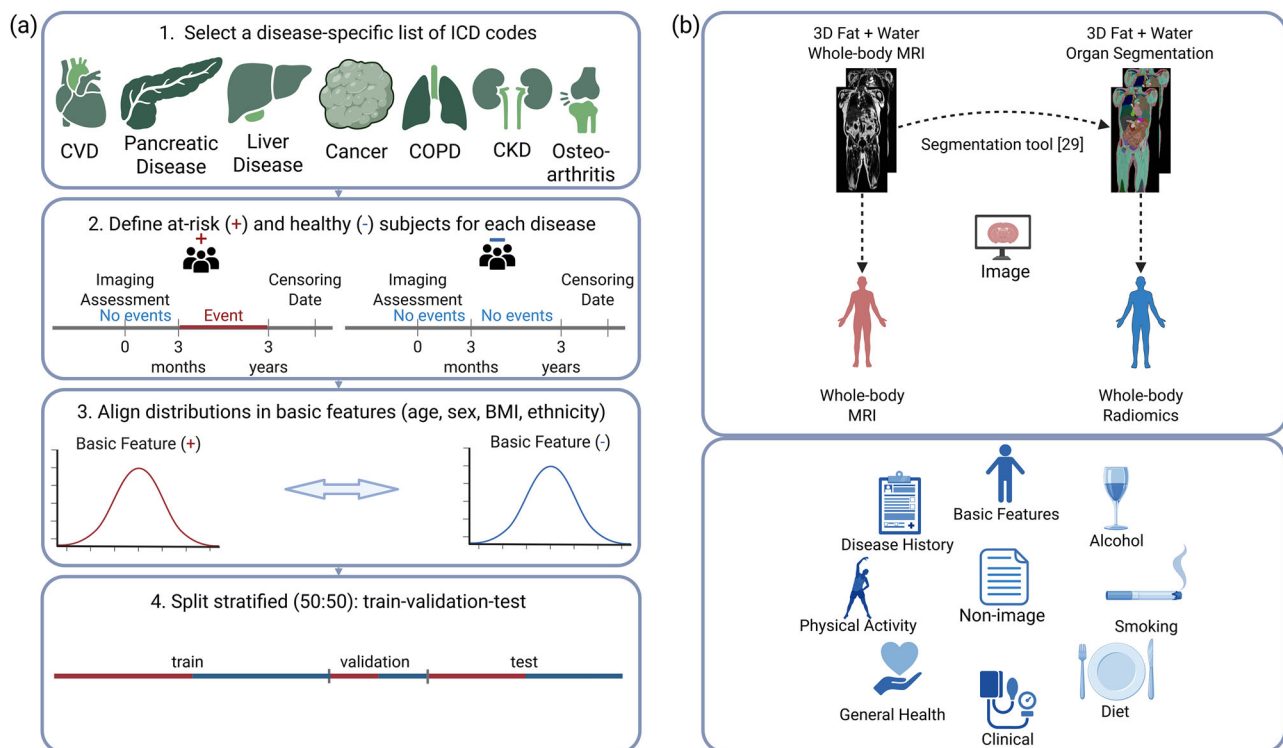 (a)
1. Select a disease-specific list of ICD codes
CVD
Pancreatic
Disease
Liver
Disease
Cancer
COPD
CKD
Osteo-
arthritis
2. Define at-risk (+) and healthy (-) subjects for each disease
+
Imaging
Assessment
Censoring
Date
No events
Event
0
3
months
3
years
−
Imaging
Assessment
Censoring
Date
No events
No events
0
3
months
3
years
3. Align distributions in basic features (age, sex, BMI, ethnicity)
Basic Feature (+)
Basic Feature (-)
4. Split stratified (50:50): train-validation-test
train
validation
test
(b)
3D Fat + Water
Whole-body MRI
3D Fat + Water
Organ Segmentation
Segmentation tool [29]
Image
Whole-body
MRI
Whole-body
Radiomics
Basic Features
Disease History
Alcohol
Physical Activity
Non-image
Smoking
General Health
Clinical
Diet